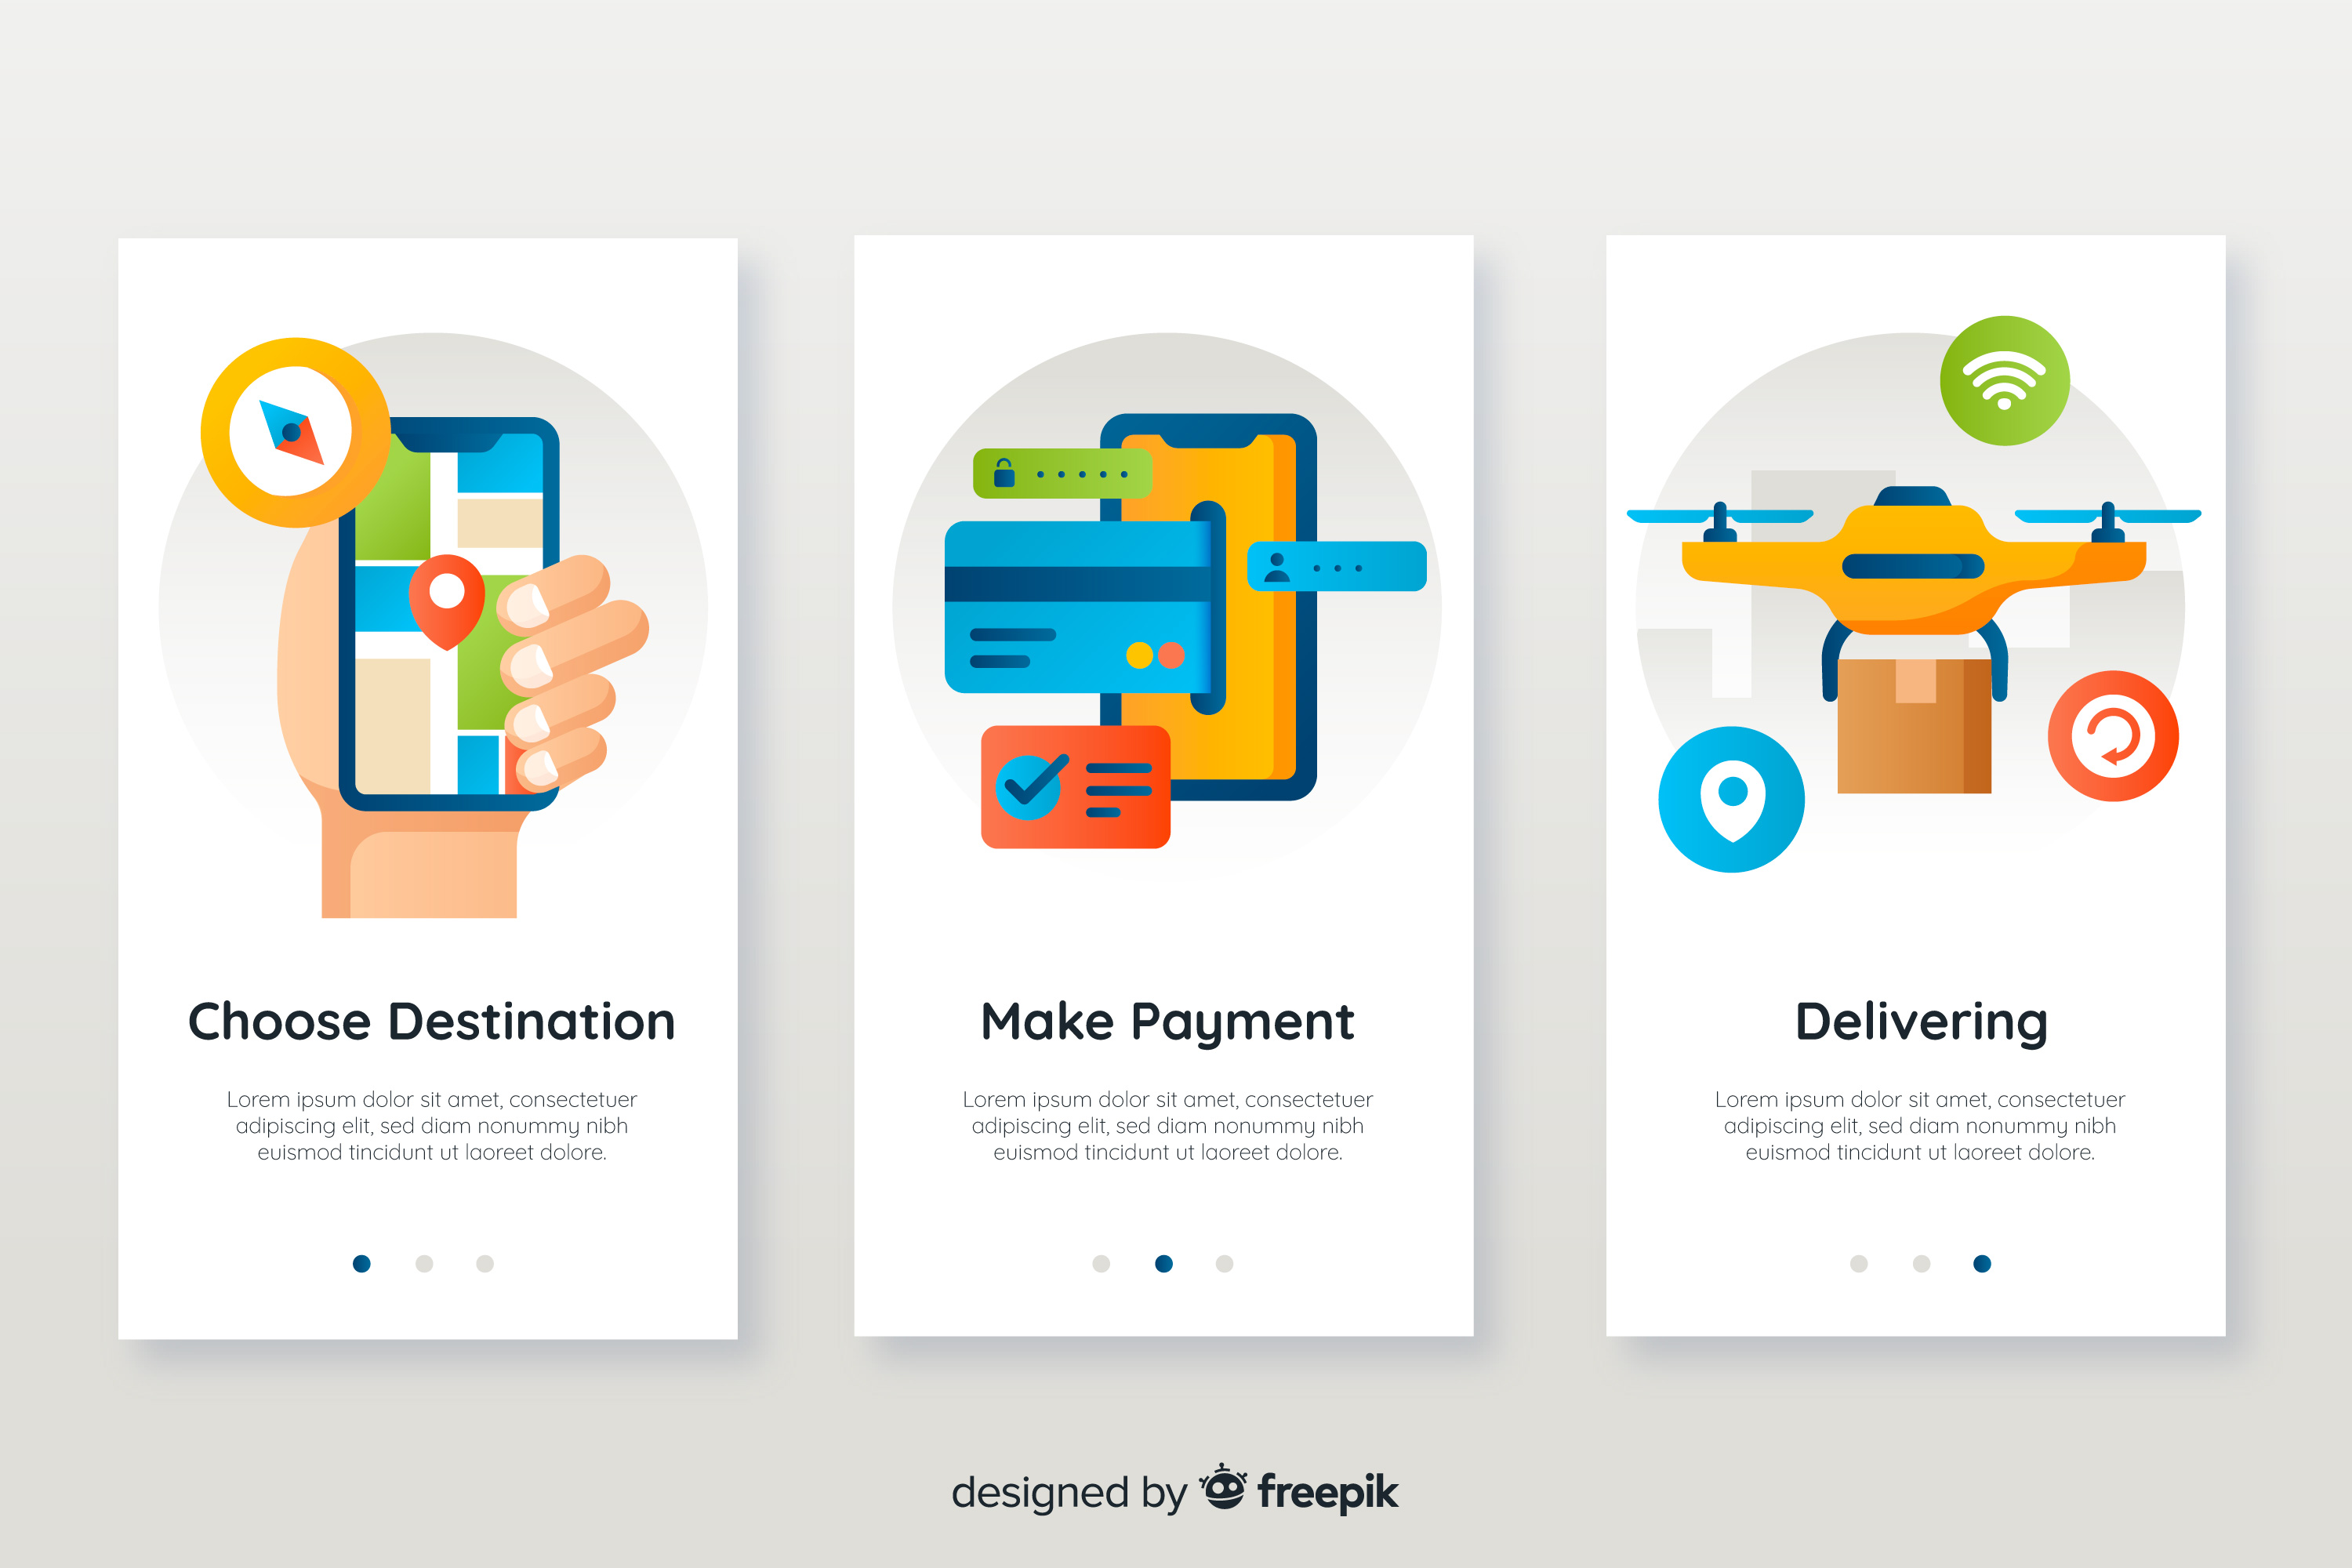 Choose Destination
Lorem ipsum dolor sit amet, consectetuer
adipiscing elit, sed diam nonummy nibh
euismod tincidunt ut laoreet dolore.
Make Payment
Lorem ipsum dolor sit amet, consectetuer
adipiscing elit, sed diam nonummy nibh
euismod tincidunt ut laoreet dolore.
Delivering
Lorem ipsum dolor sit amet, consectetuer
adipiscing elit, sed diam nonummy nibh
euismod tincidunt ut laoreet dolore.
designed by freepik